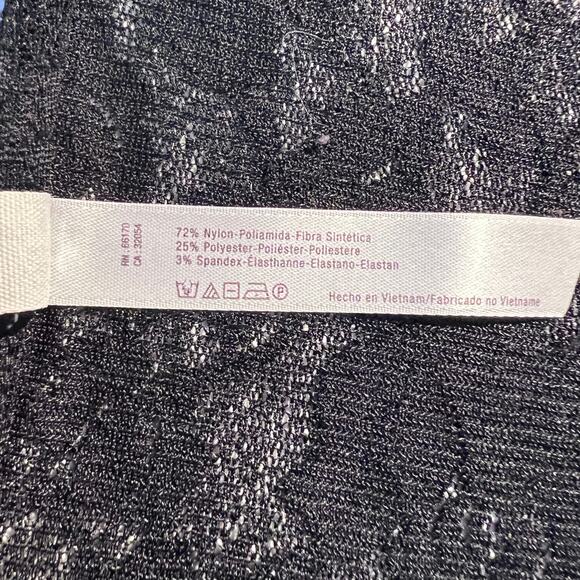 RN. 66170
CA. 32054
72% Nylon-Poliamida-Fibra Sintética
25% Polyester-Poliéster-Poliestere
3% Spandex-Élasthanne-Elastano-Elastan
P
Hecho en Vietnam/Fabricado no Vietname